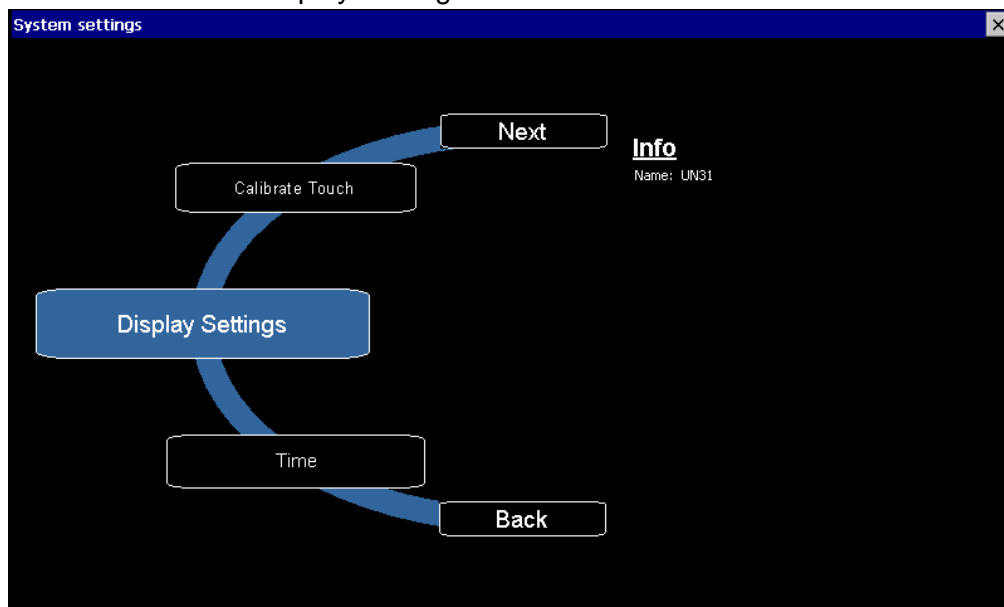 System settings
Next
Info
Name: UN31
Calibrate Touch
Display Settings
Time
Back